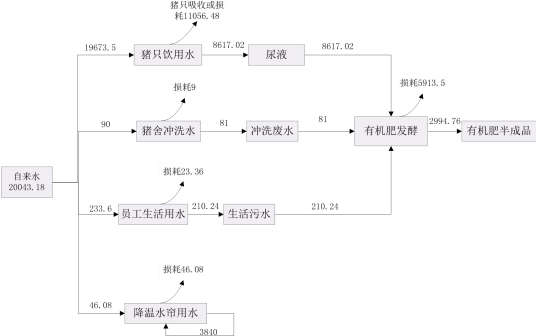 猪只吸收或损
耗11056.48
19673.5
猪只饮用水
8617.02
尿液
8617.02
损耗5913.5
损耗9
90
猪舍冲洗水
81
冲洗废水
81
有机肥发酵
2994.76
有机肥半成品
自来水
20043.18
损耗23.36
233.6
员工生活用水
210.24
生活污水
210.24
损耗46.08
46.08
降温水帘用水
3840